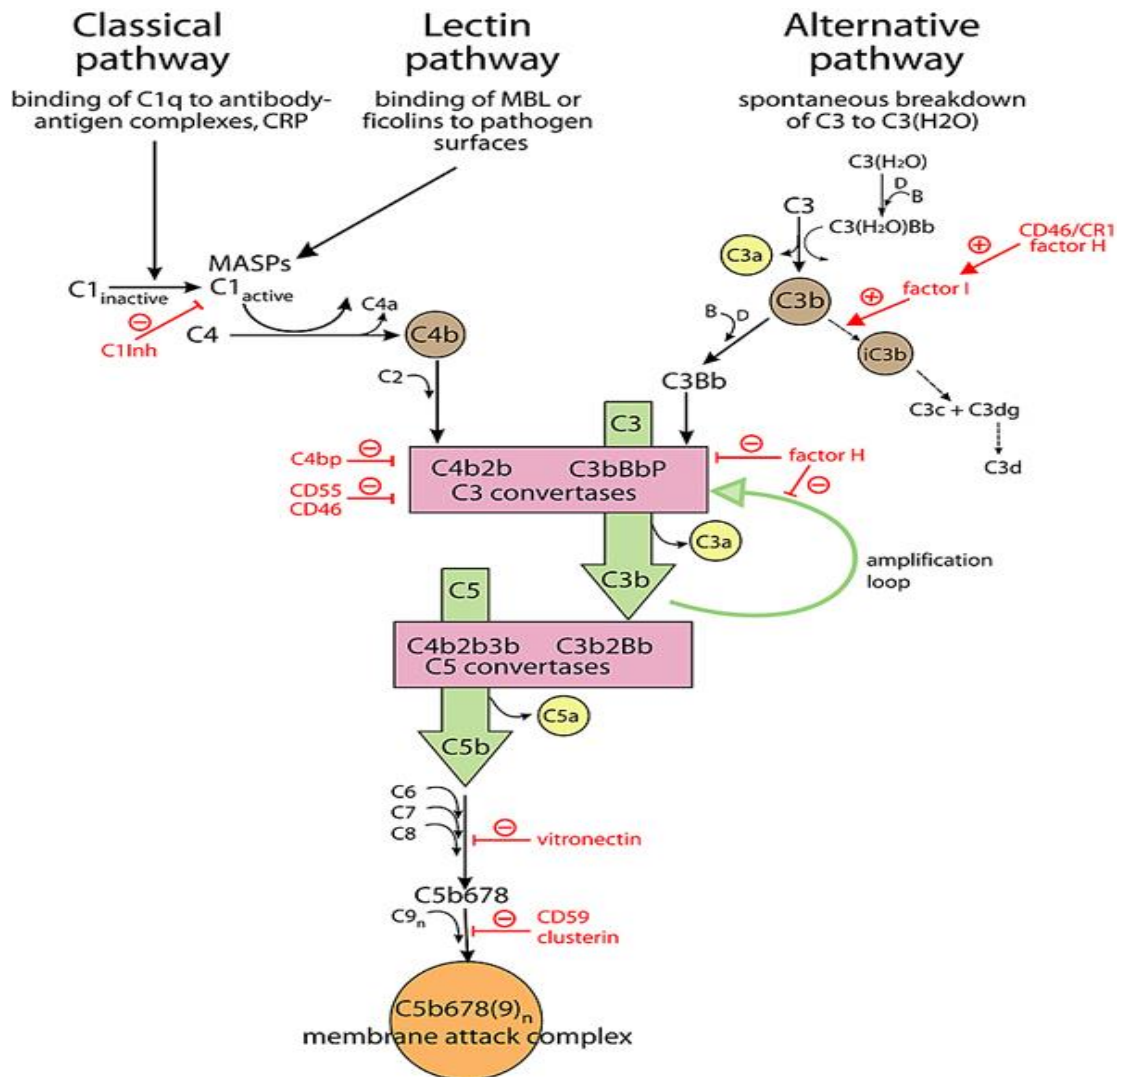 Classical
pathway
binding of C1q to antibody-
antigen complexes, CRP
Lectin
pathway
binding of MBL or
ficolins to pathogen
surfaces
Alternative
pathway
spontaneous breakdown
of C3 to C3(H2O)
C3(H₂O)
D
B
C3
C3(H₂O)Bb
CD46/CR1
factor H
C3a
+
factor I
+
MASPs
C1inactive
C1active
−
C1Inh
C4
C4a
C4b
C3b
B
D
iC3b
C2
C3Bb
C3c + C3dg
C3d
C3
C4bp
−
CD55
CD46
−
C4b2b
C3bBbP
C3 convertases
−
factor H
−
C3a
C3b
amplification
loop
C5
C4b2b3b
C3b2Bb
C5 convertases
C5a
C5b
C6
C7
C8
−
vitronectin
C5b678
C9n
−
CD59
clusterin
C5b678(9)n
membrane attack complex